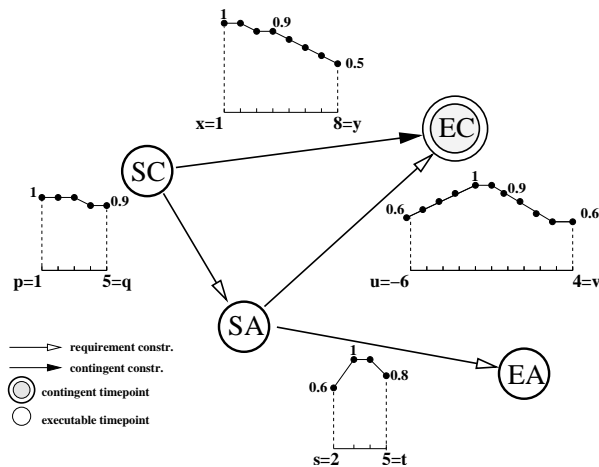 1
0.9
0.5
x=1
8=y
EC
SC
1
0.9
p=1
5=q
1
0.6
0.9
0.6
u=−6
4=v
SA
requirement constr.
contingent constr.
contingent timepoint
executable timepoint
1
0.6
0.8
s=2
5=t
EA